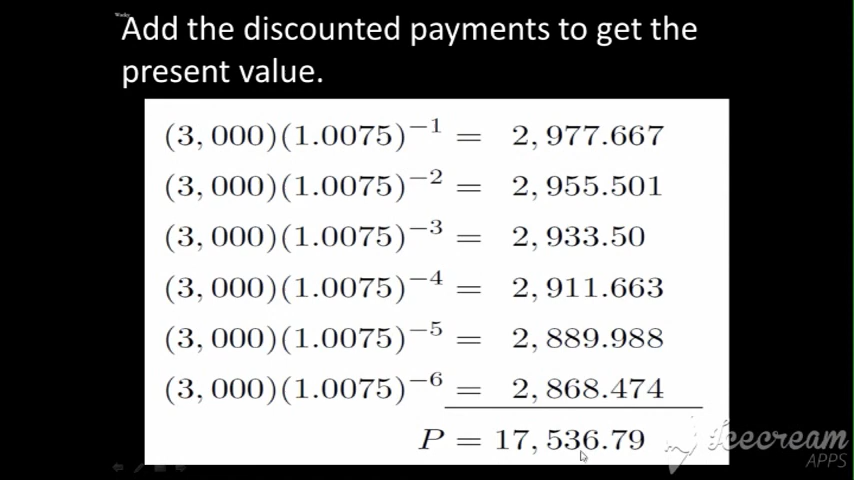 Add the discounted payments to get the
present value.
(3,000)(1.0075)⁻¹ = 2,977.667
(3,000)(1.0075)⁻² = 2,955.501
(3,000)(1.0075)⁻³ = 2,933.50
(3,000)(1.0075)⁻⁴ = 2,911.663
(3,000)(1.0075)⁻⁵ = 2,889.988
(3,000)(1.0075)⁻⁶ = 2,868.474
P = 17,536.79
Icecream
APPS